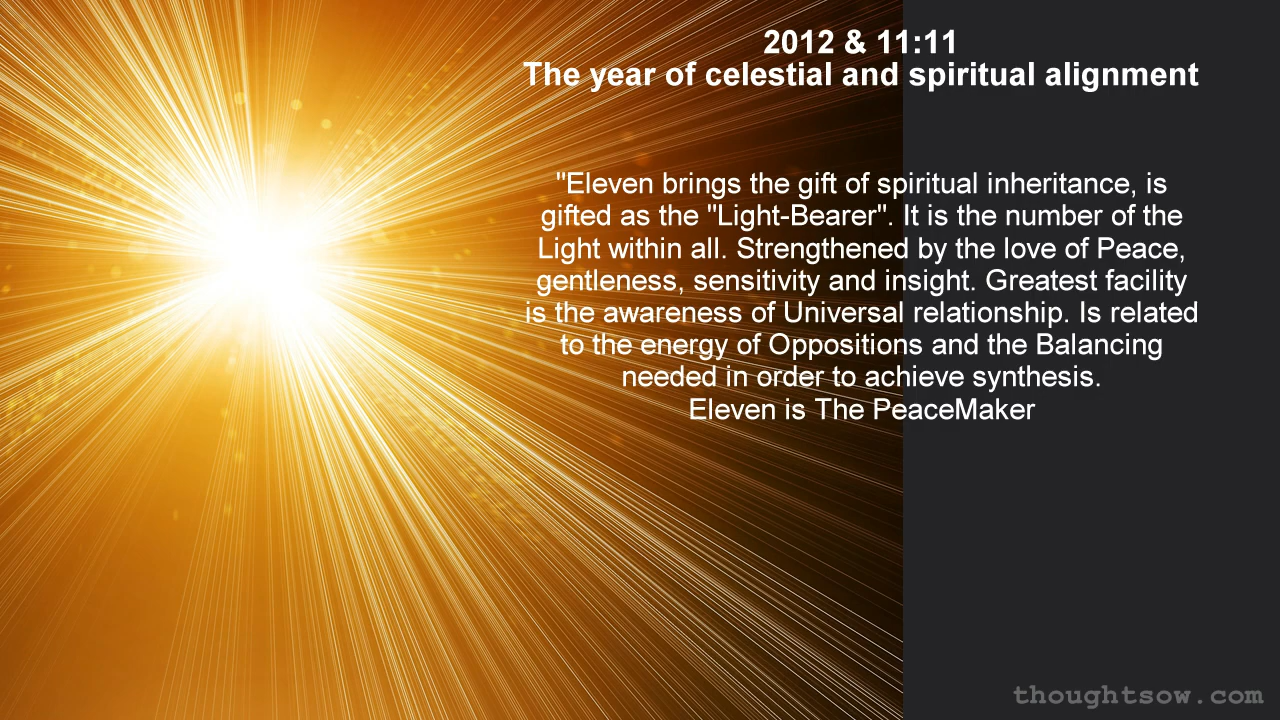 2012 & 11:11
The year of celestial and spiritual alignment
"Eleven brings the gift of spiritual inheritance, is
gifted as the "Light-Bearer". It is the number of the
Light within all. Strengthened by the love of Peace,
gentleness, sensitivity and insight. Greatest facility
is the awareness of Universal relationship. Is related
to the energy of Oppositions and the Balancing
needed in order to achieve synthesis.
Eleven is The PeaceMaker
thoughtsow.com